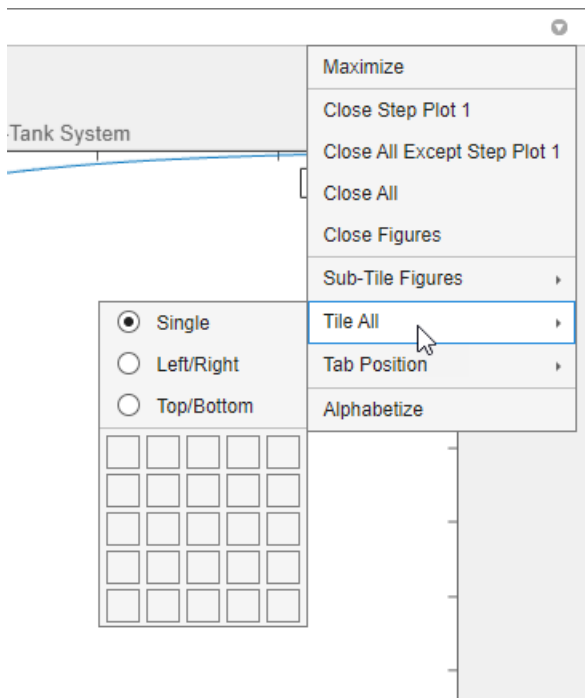 Maximize
-Tank System
Close Step Plot 1
Close All Except Step Plot 1
Close All
Close Figures
Sub-Tile Figures
Tile All
Tab Position
Alphabetize
Single
Left/Right
Top/Bottom